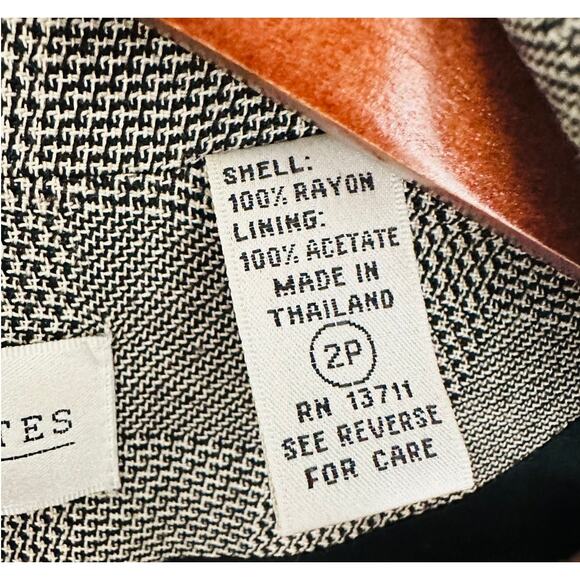 SHELL:
100% RAYON
LINING:
100% ACETATE
MADE IN
THAILAND
2P
RN 13711
SEE REVERSE
FOR CARE
TES